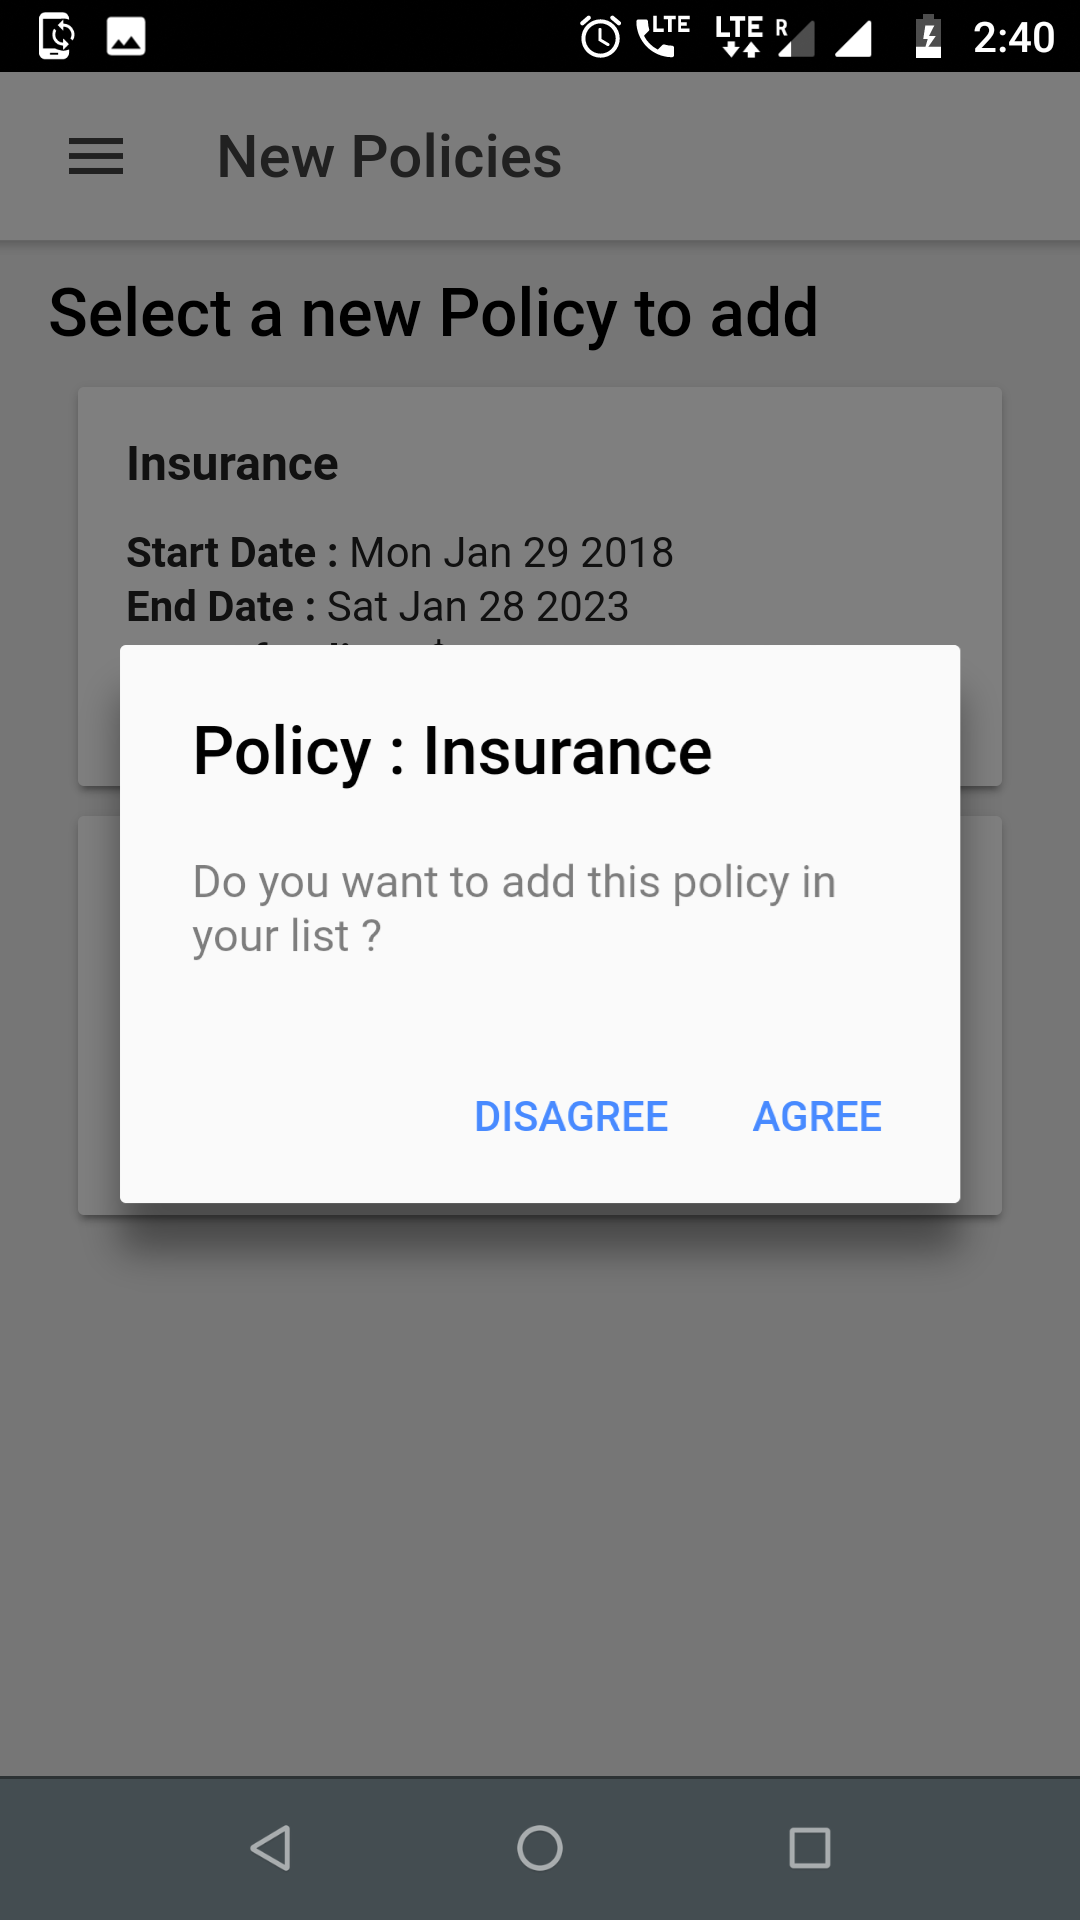 LTE LTE R 2:40
New Policies
Select a new Policy to add
Insurance
Start Date : Mon Jan 29 2018
End Date : Sat Jan 28 2023
Policy : Insurance
Do you want to add this policy in
your list ?
DISAGREE AGREE